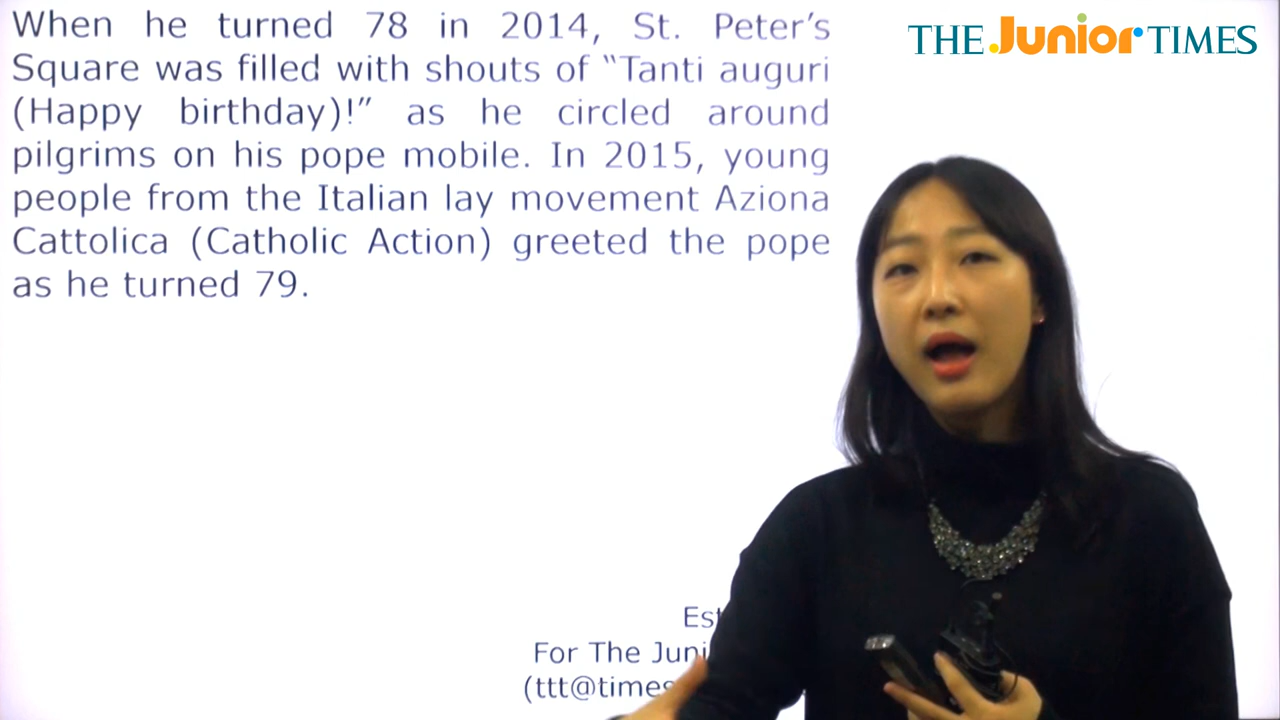 THE Junior TIMES
When he turned 78 in 2014, St. Peter's
Square was filled with shouts of “Tanti auguri
(Happy birthday)!” as he circled around
pilgrims on his pope mobile. In 2015, young
people from the Italian lay movement Aziona
Cattolica (Catholic Action) greeted the pope
as he turned 79.
For The